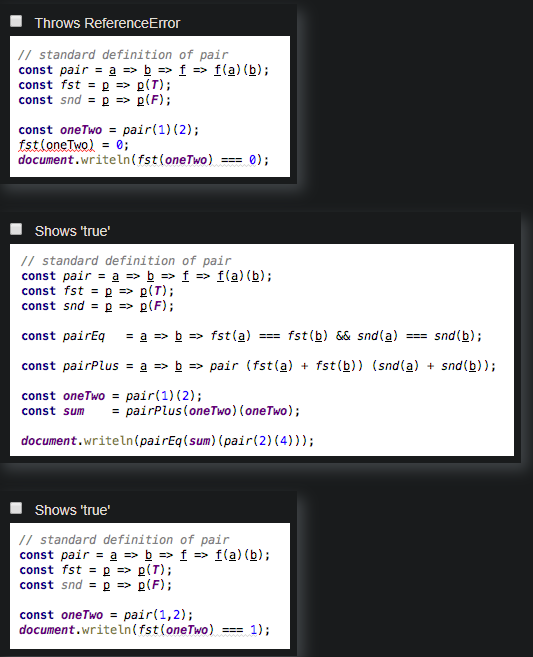 Throws ReferenceError
// standard definition of pair
const pair = a => b => f => f(a)(b);
const fst = p => p(T);
const snd = p => p(F);
const oneTwo = pair(1)(2);
fst(oneTwo) = 0;
document.writeln(fst(oneTwo) === 0);
Shows 'true'
// standard definition of pair
const pair = a => b => f => f(a)(b);
const fst = p => p(T);
const snd = p => p(F);
const pairEq   = a => b => fst(a) === fst(b) && snd(a) === snd(b);
const pairPlus = a => b => pair (fst(a) + fst(b)) (snd(a) + snd(b));
const oneTwo = pair(1)(2);
const sum    = pairPlus(oneTwo)(oneTwo);
document.writeln(pairEq(sum)(pair(2)(4)));
Shows 'true'
// standard definition of pair
const pair = a => b => f => f(a)(b);
const fst = p => p(T);
const snd = p => p(F);
const oneTwo = pair(1,2);
document.writeln(fst(oneTwo) === 1);